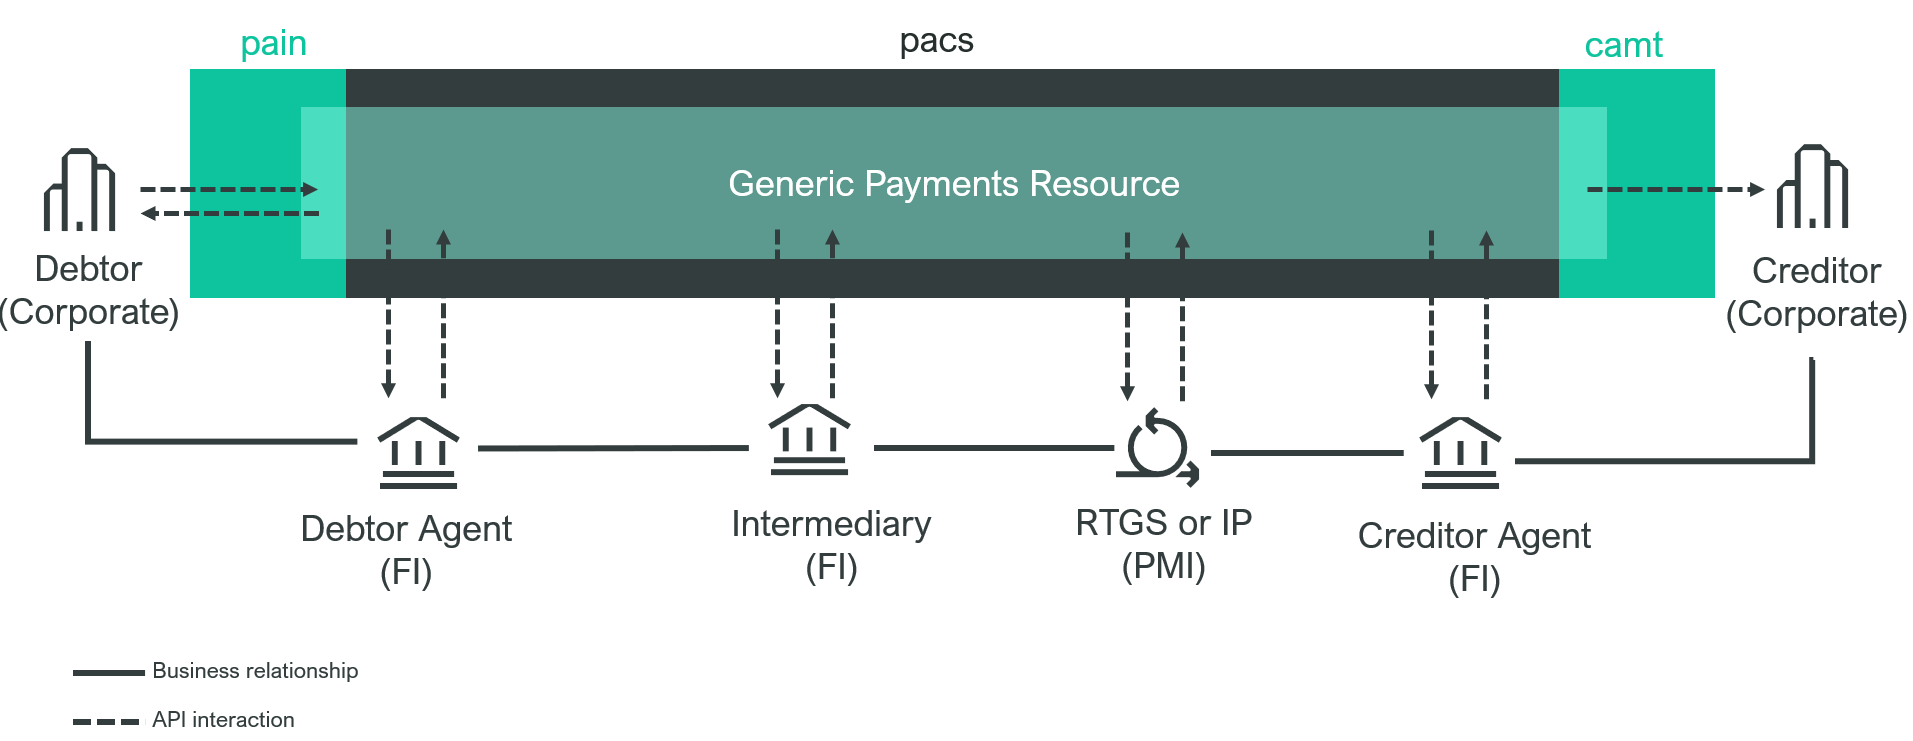 pain
pacs
camt
Generic Payments Resource
Debtor
(Corporate)
Creditor
(Corporate)
Debtor Agent
(FI)
Intermediary
(FI)
RTGS or IP
(PMI)
Creditor Agent
(FI)
Business relationship
API interaction